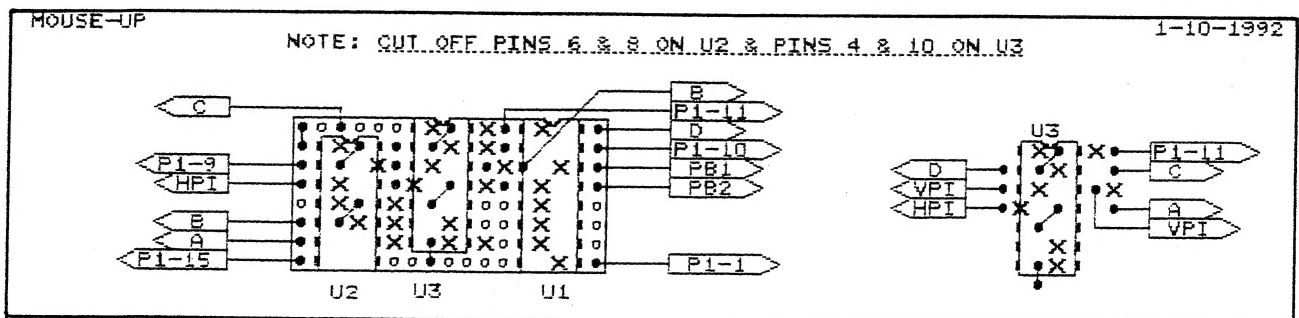 MOUSE-UP
1-10-1992
NOTE: CUT OFF PINS 6 & 8 ON U2 & PINS 4 & 10 ON U3
C
P1-9
HPI
B
A
P1-15
B
P1-11
D
P1-10
PB1
PB2
P1-1
U2
U3
U1
U3
D
VPI
HPI
P1-11
C
A
VPI